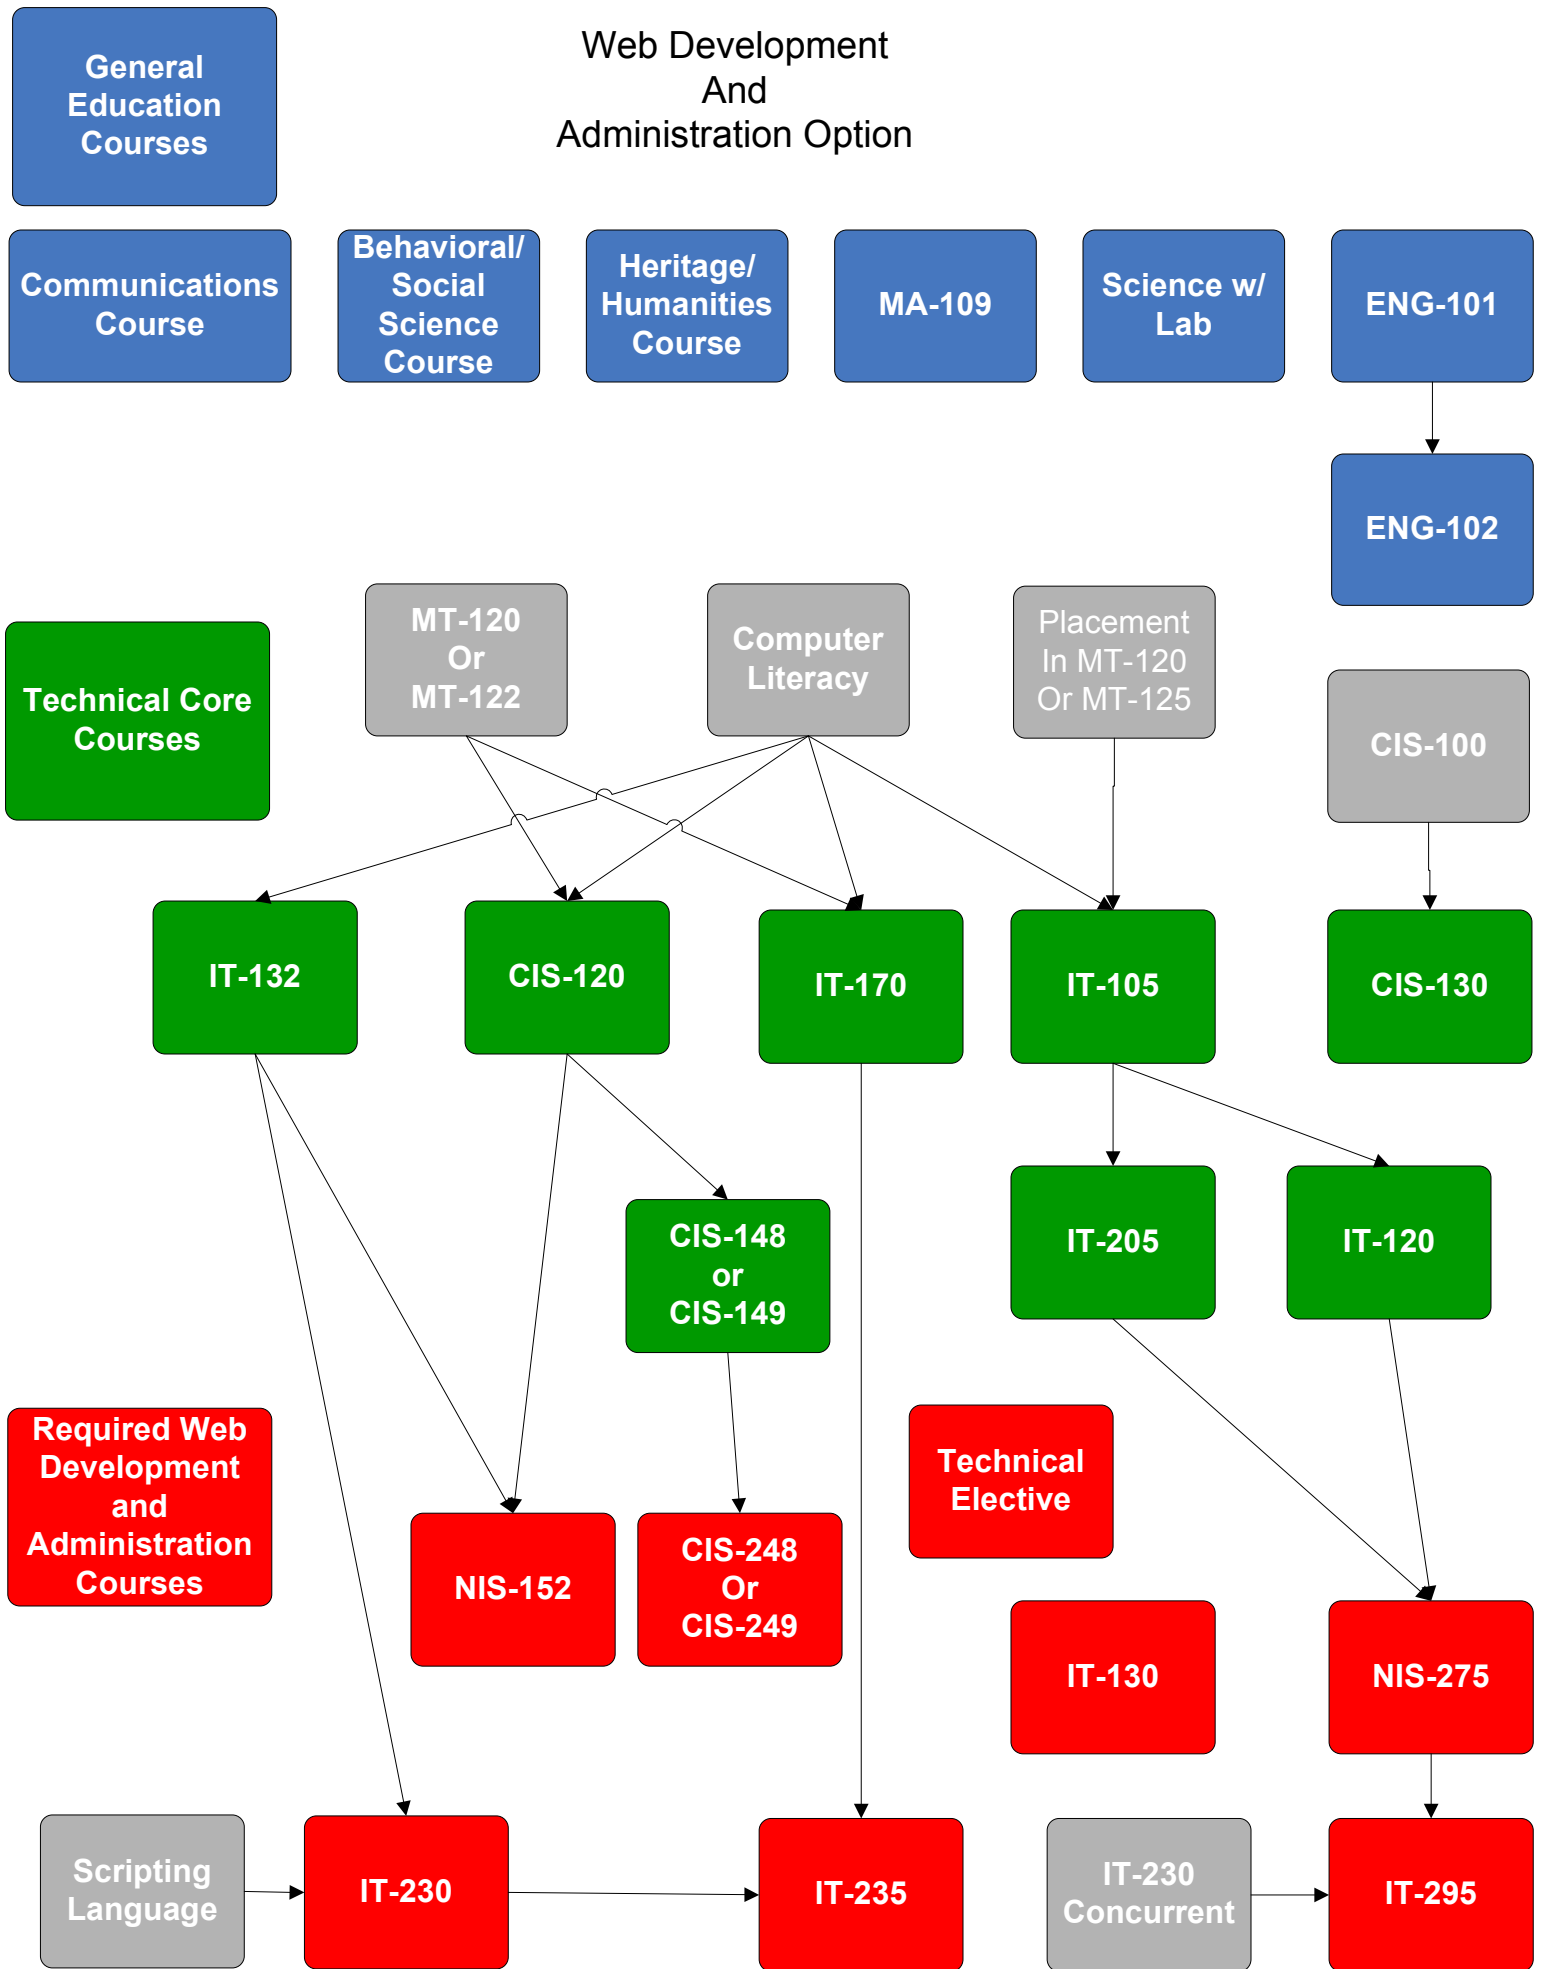 General
Education
Courses
Web Development
And
Administration Option
Communications
Course
Behavioral/
Social
Science
Course
Heritage/
Humanities
Course
MA-109
Science w/
Lab
ENG-101
ENG-102
MT-120
Or
MT-122
Computer
Literacy
Placement
In MT-120
Or MT-125
Technical Core
Courses
CIS-100
IT-132
CIS-120
IT-170
IT-105
CIS-130
CIS-148
or
CIS-149
IT-205
IT-120
Required Web
Development
and
Administration
Courses
Technical
Elective
NIS-152
CIS-248
Or
CIS-249
IT-130
NIS-275
Scripting
Language
IT-230
IT-235
IT-230
Concurrent
IT-295